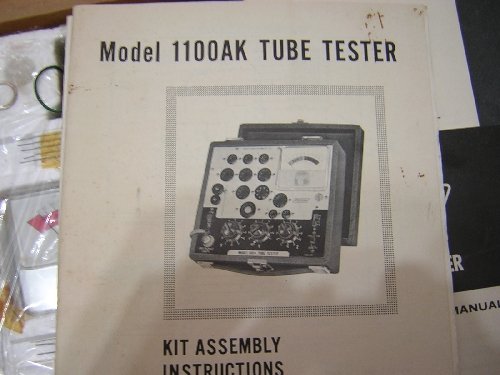 Model 1100AK TUBE TESTER
KIT ASSEMBLY
INSTRUCTIONS
MANUAL